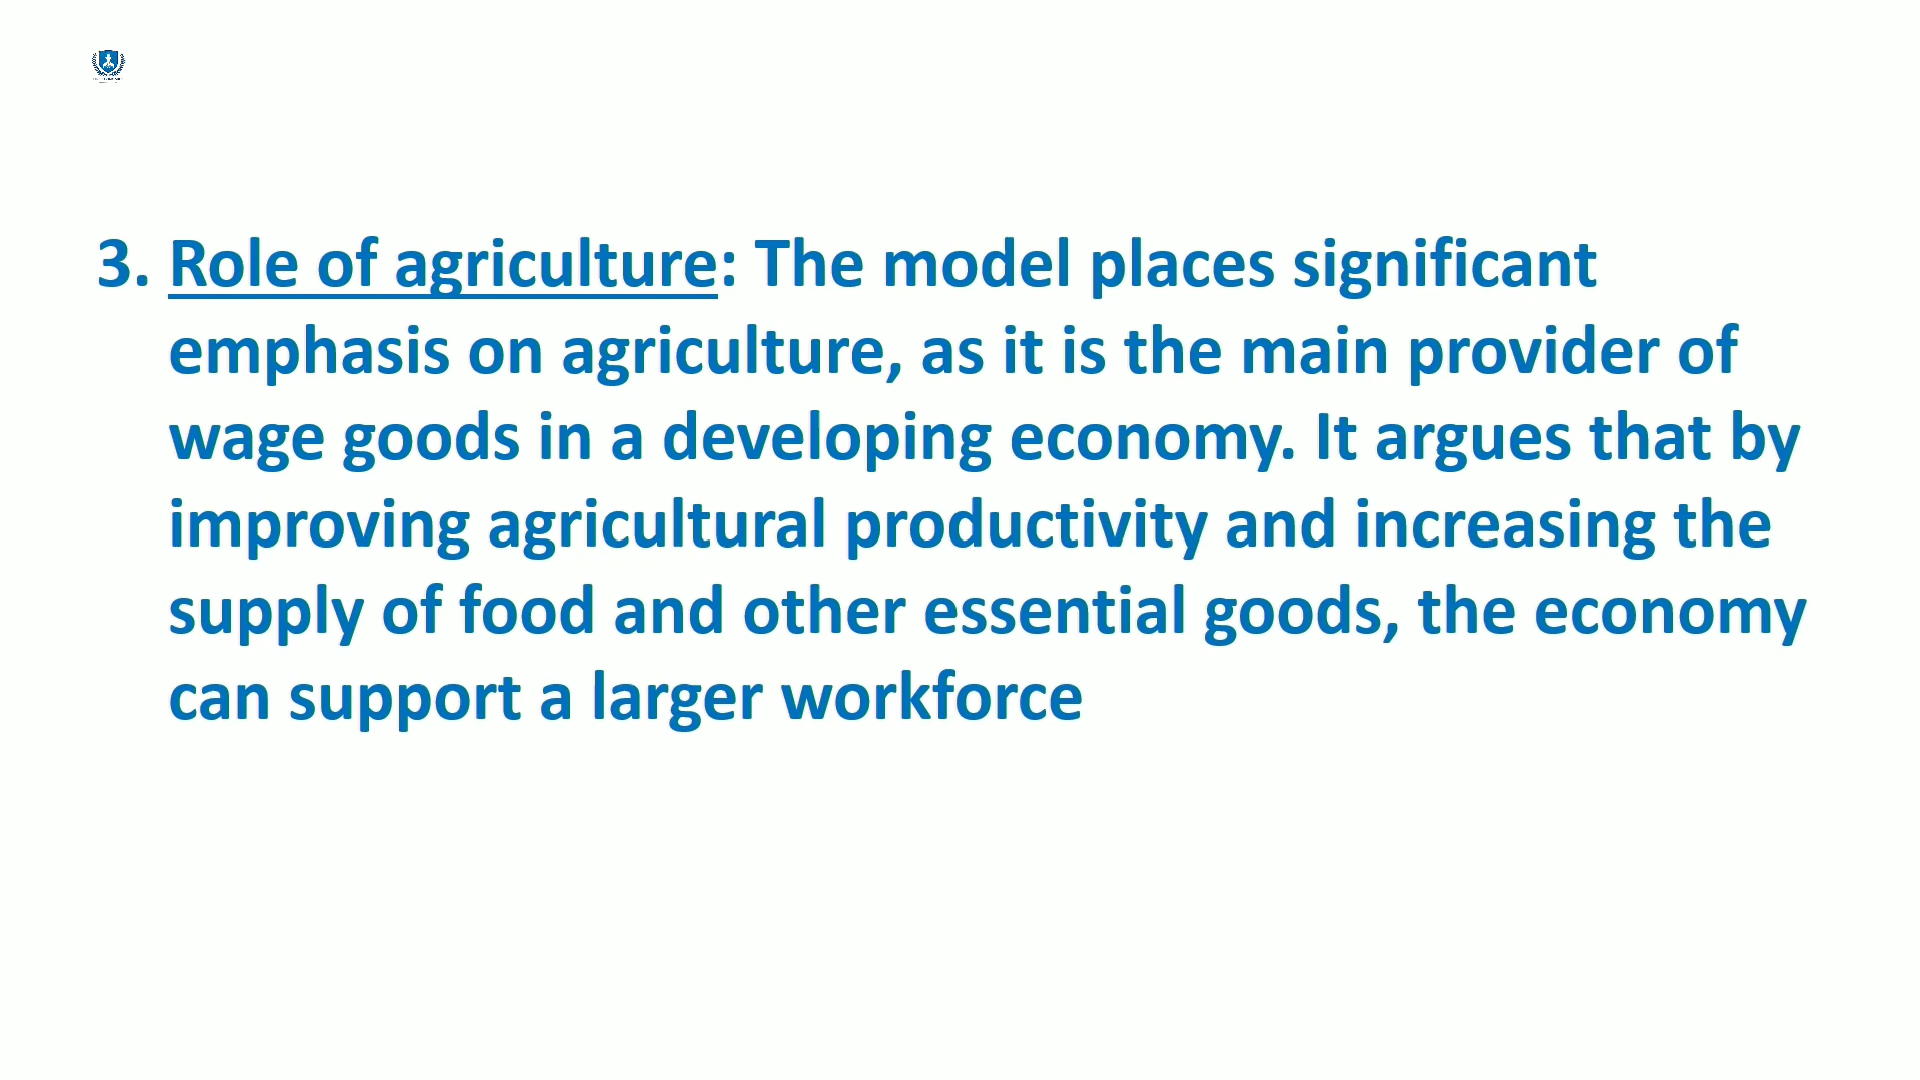 3. Role of agriculture: The model places significant
emphasis on agriculture, as it is the main provider of
wage goods in a developing economy. It argues that by
improving agricultural productivity and increasing the
supply of food and other essential goods, the economy
can support a larger workforce